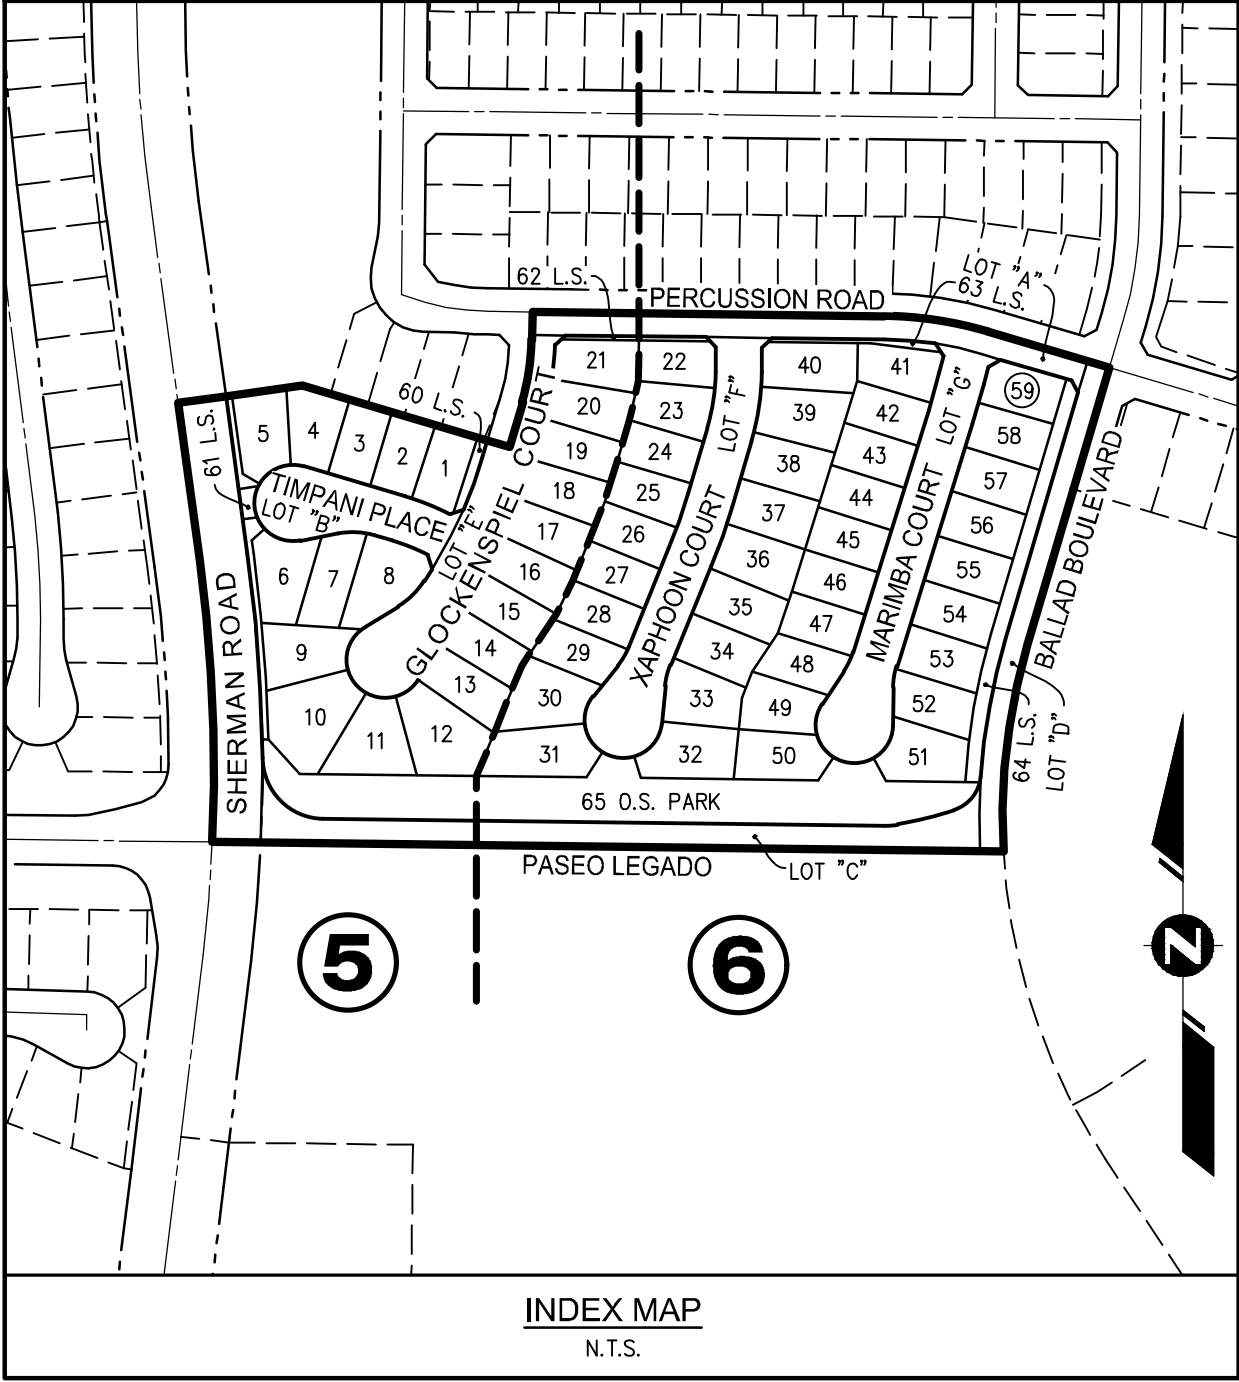 62 L.S.
LOT "A"
63 L.S.
PERCUSSION ROAD
60 L.S.
61 L.S.
5
4
3
2
1
TIMPANI PLACE
LOT "B"
6
7
8
9
10
11
12
13
14
15
16
17
18
19
20
21
LOT "E"
GLOCKENSPIEL COURT
SHERMAN ROAD
22
23
24
25
26
27
28
29
30
31
LOT "F"
XAPHOON COURT
32
33
34
35
36
37
38
39
40
41
42
43
44
45
46
47
48
49
50
LOT "G"
MARIMBA COURT
51
52
53
54
55
56
57
58
59
BALLAD BOULEVARD
64 L.S.
LOT "D"
65 O.S. PARK
PASEO LEGADO
LOT "C"
5
6
N
INDEX MAP
N.T.S.